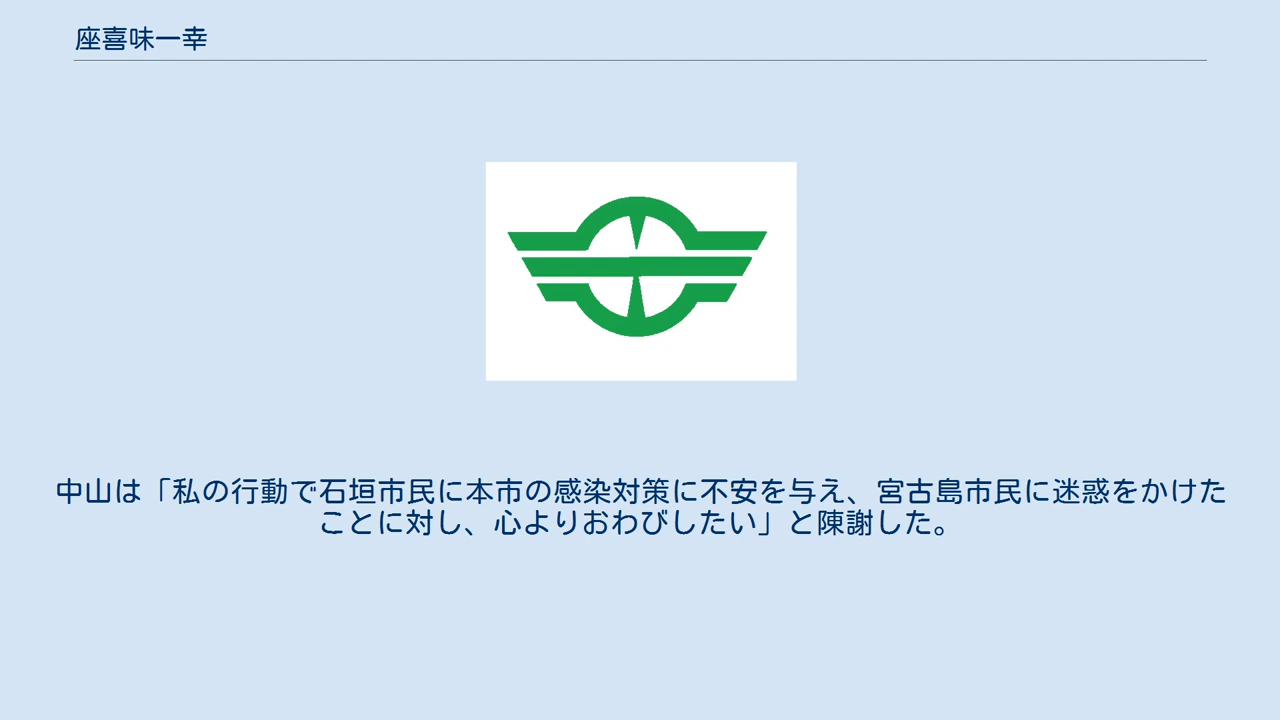 座喜味一幸
中山は「私の行動で石垣市民に本市の感染対策に不安を与え、宮古島市民に迷惑をかけた
ことに対し、心よりおわびしたい」と陳謝した。